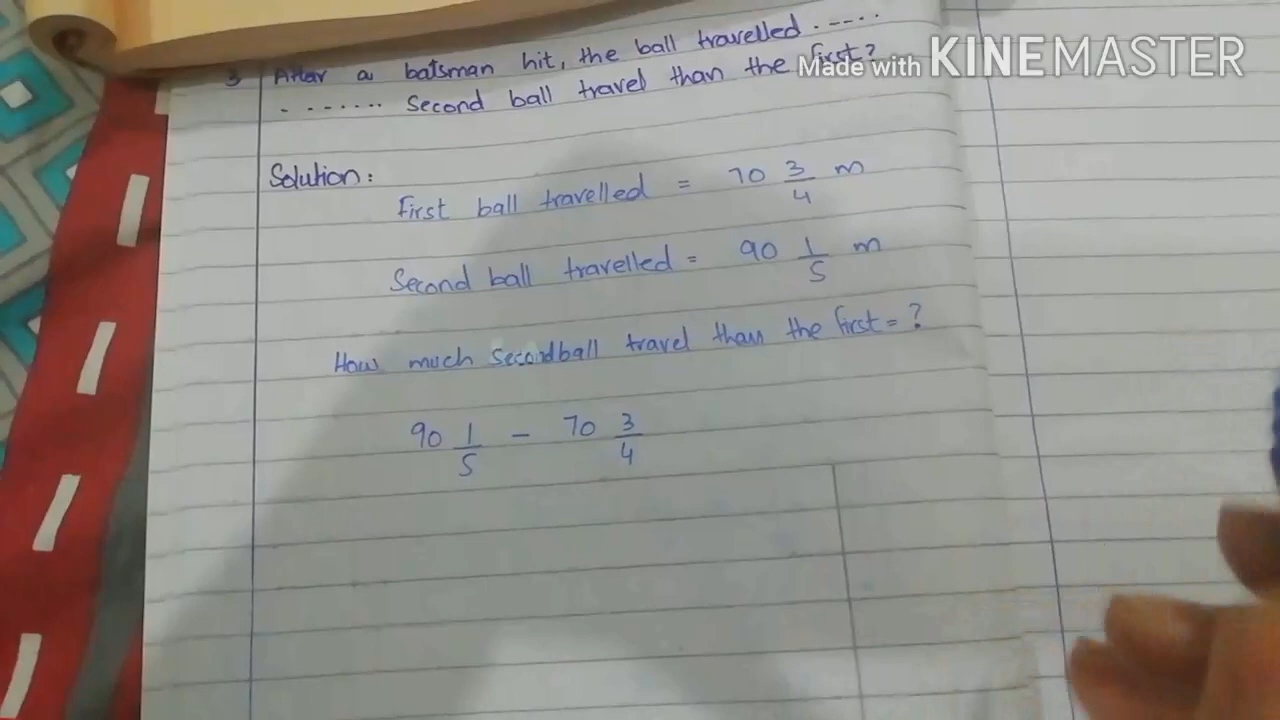 3 After a batsman hit, the ball travelled .-----.
Made with KINEMASTER
. - ------ Second ball travel than the first?
Solution:
First ball travelled = 70 3/4 m
Second ball travelled = 90 1/5 m
How much second ball travel than the first = ?
90 1/5 - 70 3/4